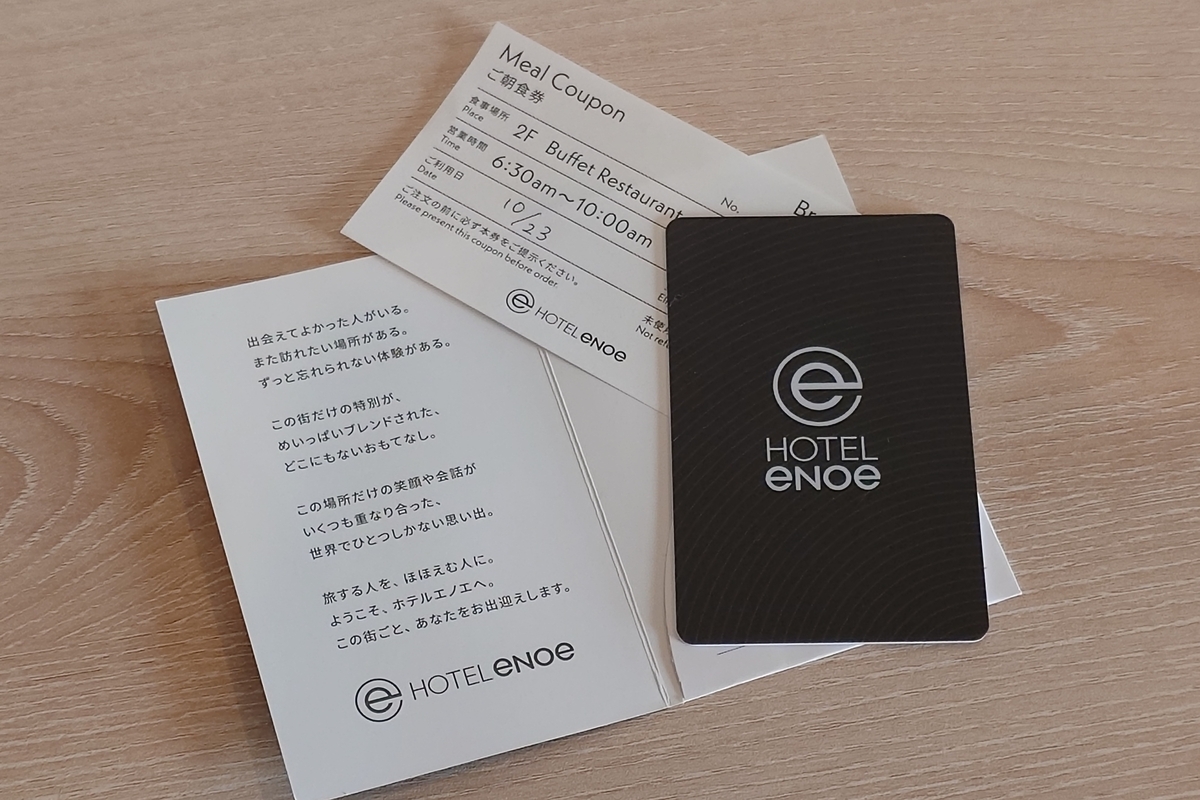 Meal Coupon
ご朝食券
食事場所
Place
2F Buffet Restaurant
営業時間
Time
6:30am～10:00am
ご利用日
Date
10/23
No.
ご注文の前に必ず本券をご提示ください。
Please present this coupon before order.
HOTEL enoe
未使
Not
出会えてよかった人がいる。
また訪れたい場所がある。
ずっと忘れられない体験がある。
この街だけの特別が、
めいっぱいブレンドされた、
どこにもないおもてなし。
この場所だけの笑顔や会話が
いくつも重なり合った、
世界でひとつしかない思い出。
旅する人を、ほほえむ人に。
ようこそ、ホテルエノエへ。
この街ごと、あなたをお出迎えします。
HOTEL enoe
HOTEL
enoe